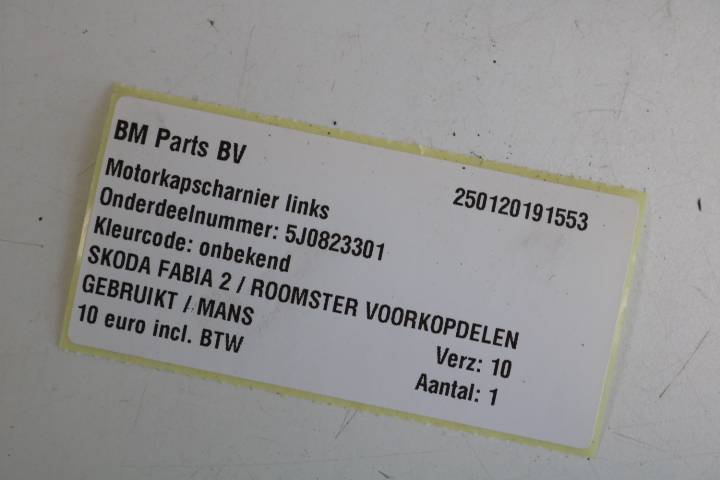 BM Parts BV
250120191553
Motorkapscharnier links
Onderdeelnummer: 5J0823301
Kleurcode: onbekend
SKODA FABIA 2 / ROOMSTER VOORKOPDELEN
GEBRUIKT / MANS
Verz: 10
10 euro incl. BTW
Aantal: 1